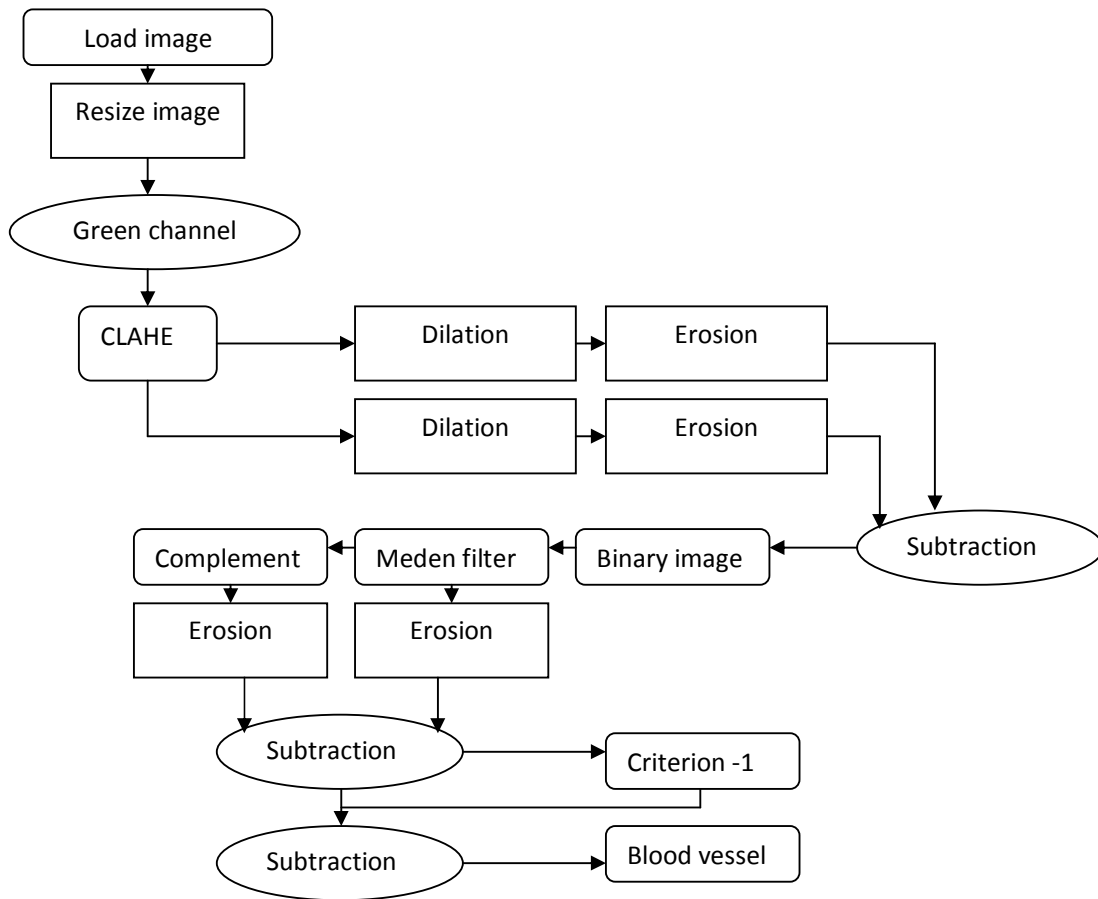 Load image
Resize image
Green channel
CLAHE
Dilation
Erosion
Dilation
Erosion
Subtraction
Binary image
Meden filter
Complement
Erosion
Erosion
Subtraction
Criterion -1
Subtraction
Blood vessel